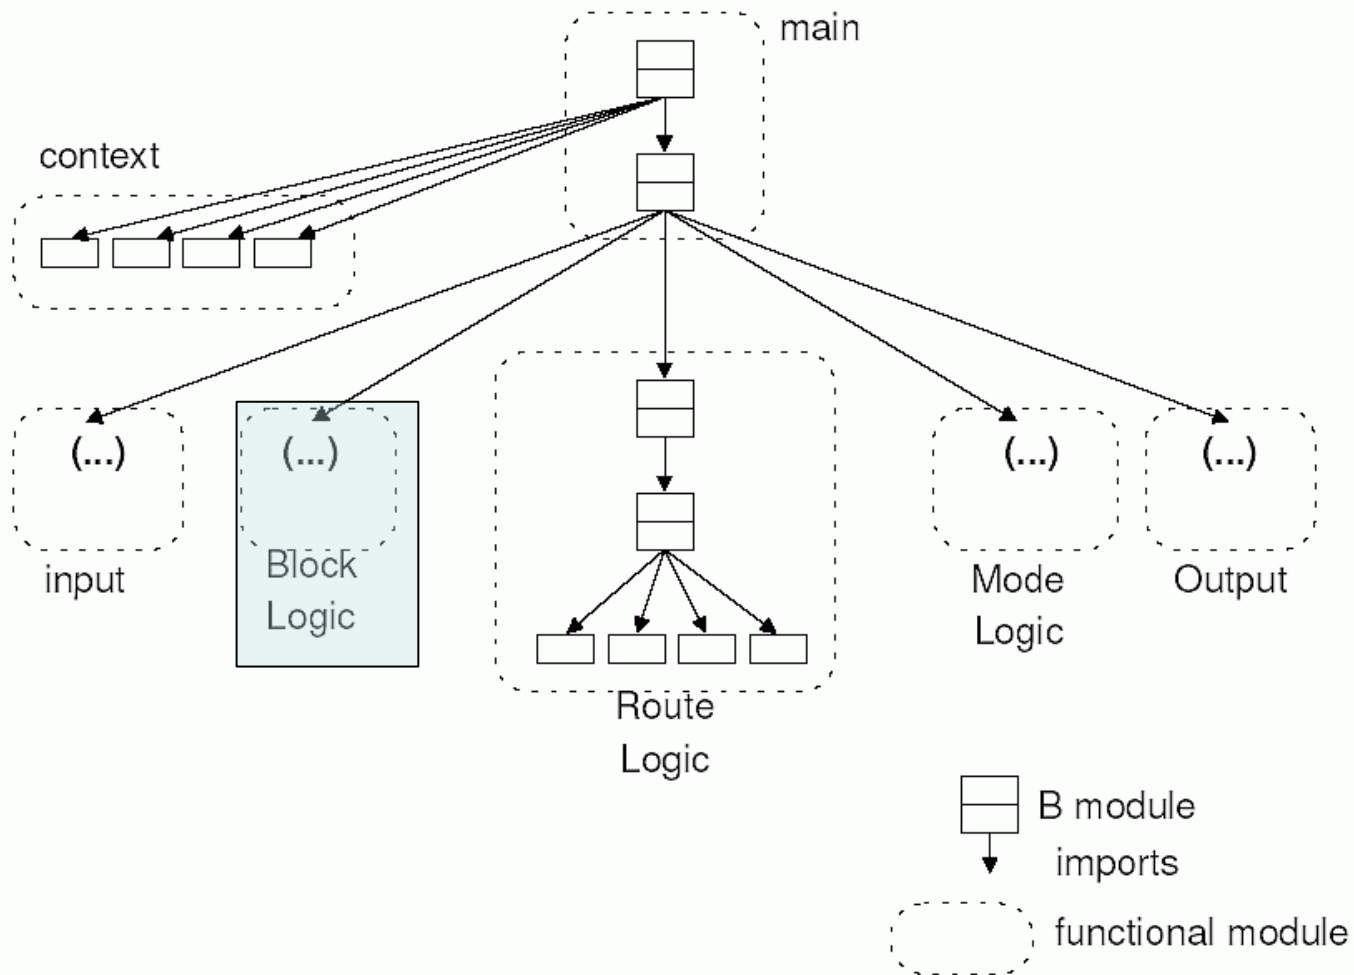 main
context
(...)
(...)
(...)
(...)
input
Block
Logic
Mode
Logic
Output
Route
Logic
B module
imports
functional module